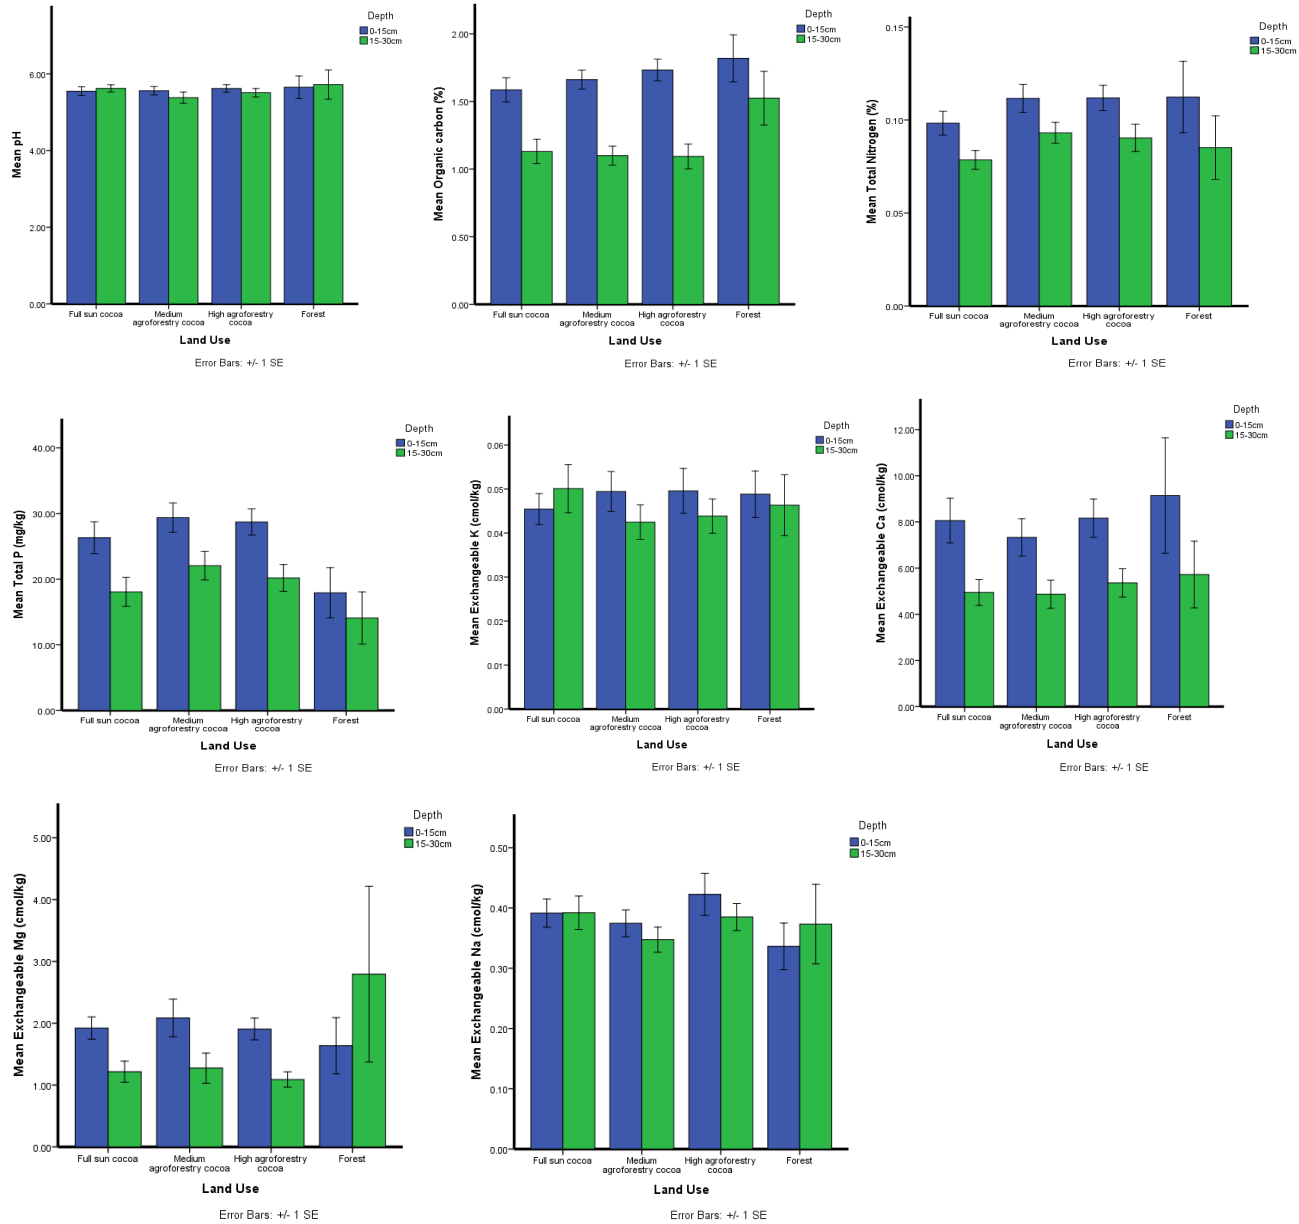 Depth
0-15cm
15-30cm
Mean pH
6.00
4.00
2.00
0.00
Full sun cocoa
Medium
agroforestry cocoa
High agroforestry
cocoa
Forest
Land Use
Error Bars: +/- 1 SE
Depth
0-15cm
15-30cm
Mean Organic carbon (%)
2.00
1.50
1.00
0.50
0.00
Full sun cocoa
Medium
agroforestry cocoa
High agroforestry
cocoa
Forest
Land Use
Error Bars: +/- 1 SE
Depth
0-15cm
15-30cm
Mean Total Nitrogen (%)
0.15
0.10
0.05
0.00
Full sun cocoa
Medium
agroforestry cocoa
High agroforestry
cocoa
Forest
Land Use
Error Bars: +/- 1 SE
Depth
0-15cm
15-30cm
Mean Total P (mg/kg)
40.00
30.00
20.00
10.00
0.00
Full sun cocoa
Medium
agroforestry cocoa
High agroforestry
cocoa
Forest
Land Use
Error Bars: +/- 1 SE
Depth
0-15cm
15-30cm
Mean Exchangeable K (cmol/kg)
0.06
0.05
0.04
0.03
0.02
0.01
0.00
Full sun cocoa
Medium
agroforestry cocoa
High agroforestry
cocoa
Forest
Land Use
Error Bars: +/- 1 SE
Depth
0-15cm
15-30cm
Mean Exchangeable Ca (cmol/kg)
12.00
10.00
8.00
6.00
4.00
2.00
0.00
Full sun cocoa
Medium
agroforestry cocoa
High agroforestry
cocoa
Forest
Land Use
Error Bars: +/- 1 SE
Depth
0-15cm
15-30cm
Mean Exchangeable Mg (cmol/kg)
5.00
4.00
3.00
2.00
1.00
0.00
Full sun cocoa
Medium
agroforestry cocoa
High agroforestry
cocoa
Forest
Land Use
Error Bars: +/- 1 SE
Depth
0-15cm
15-30cm
Mean Exchangeable Na (cmol/kg)
0.50
0.40
0.30
0.20
0.10
0.00
Full sun cocoa
Medium
agroforestry cocoa
High agroforestry
cocoa
Forest
Land Use
Error Bars: +/- 1 SE